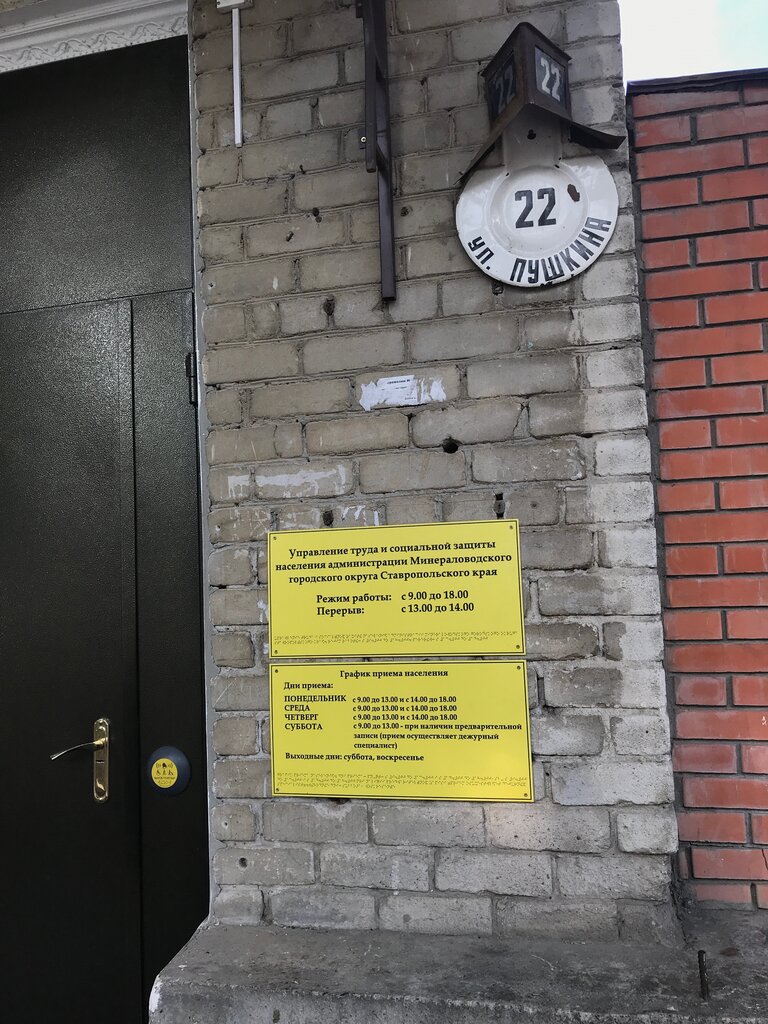 22
22
22
ул. ПУШКИНА
Управление труда и социальной защиты
населения администрации Минераловодского
городского округа Ставропольского края
Режим работы: с 9.00 до 18.00
Перерыв: с 13.00 до 14.00
График приема населения
Дни приема:
ПОНЕДЕЛЬНИК с 9.00 до 13.00 и с 14.00 до 18.00
СРЕДА с 9.00 до 13.00 и с 14.00 до 18.00
ЧЕТВЕРГ с 9.00 до 13.00 и с 14.00 до 18.00
СУББОТА с 9.00 до 13.00 - при наличии предварительной
записи (прием осуществляет дежурный
специалист)
Выходные дни: суббота, воскресенье